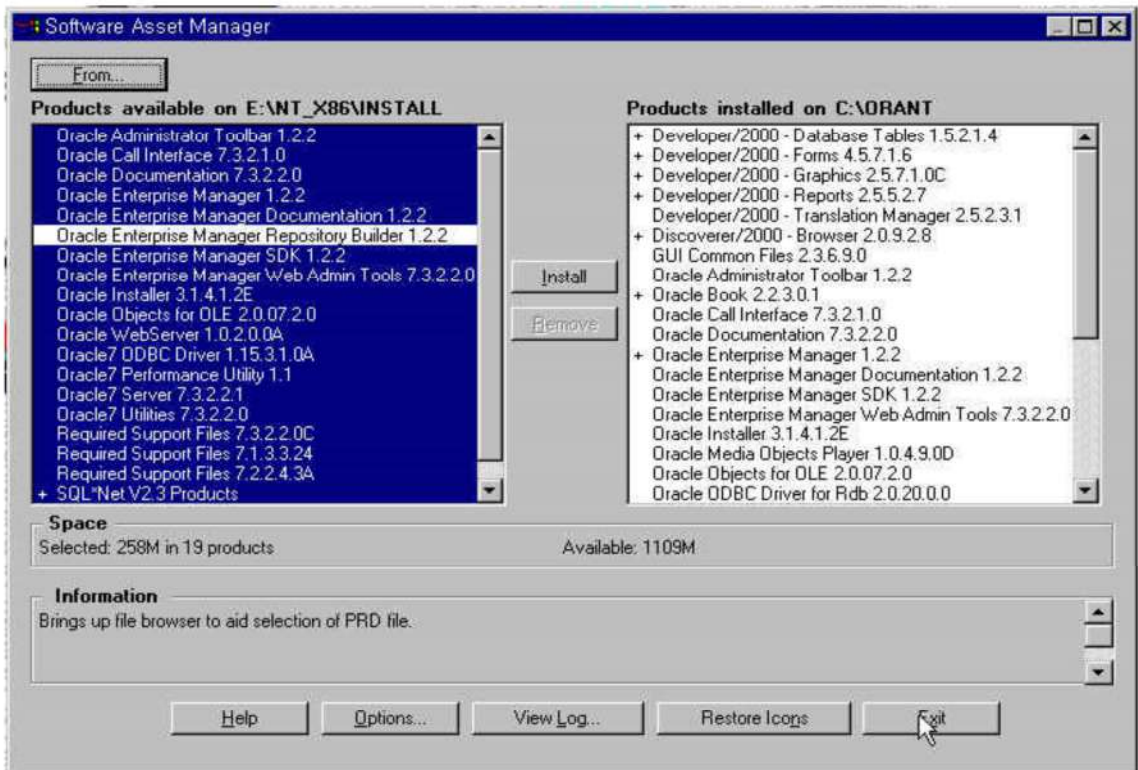 Software Asset Manager
From...
Products available on E:\NT_X86\INSTALL
Oracle Administrator Toolbar 1.2.2
Oracle Call Interface 7.3.2.1.0
Oracle Documentation 7.3.2.2.0
Oracle Enterprise Manager 1.2.2
Oracle Enterprise Manager Documentation 1.2.2
Oracle Enterprise Manager Repository Builder 1.2.2
Oracle Enterprise Manager SDK 1.2.2
Oracle Enterprise Manager Web Admin Tools 7.3.2.2.0
Oracle Installer 3.1.4.1.2E
Oracle Objects for OLE 2.0.07.2.0
Oracle WebServer 1.0.2.0.0A
Oracle7 ODBC Driver 1.15.3.1.0A
Oracle7 Performance Utility 1.1
Oracle7 Server 7.3.2.2.1
Oracle7 Utilities 7.3.2.2.0
Required Support Files 7.3.2.2.0C
Required Support Files 7.1.3.3.24
Required Support Files 7.2.2.4.3A
+ SQL*Net V2.3 Products
Install
Remove
Products installed on C:\ORANT
+ Developer/2000 - Database Tables 1.5.2.1.4
+ Developer/2000 - Forms 4.5.7.1.6
+ Developer/2000 - Graphics 2.5.7.1.0C
+ Developer/2000 - Reports 2.5.5.2.7
Developer/2000 - Translation Manager 2.5.2.3.1
+ Discoverer/2000 - Browser 2.0.9.2.8
GUI Common Files 2.3.6.9.0
Oracle Administrator Toolbar 1.2.2
+ Oracle Book 2.2.3.0.1
Oracle Call Interface 7.3.2.1.0
Oracle Documentation 7.3.2.2.0
+ Oracle Enterprise Manager 1.2.2
Oracle Enterprise Manager Documentation 1.2.2
Oracle Enterprise Manager SDK 1.2.2
Oracle Enterprise Manager Web Admin Tools 7.3.2.2.0
Oracle Installer 3.1.4.1.2E
Oracle Media Objects Player 1.0.4.9.0D
Oracle Objects for OLE 2.0.07.2.0
Oracle ODBC Driver for Rdb 2.0.20.0.0
Space
Selected: 258M in 19 products
Available: 1109M
Information
Brings up file browser to aid selection of PRD file.
Help
Options...
View Log...
Restore Icons
Exit